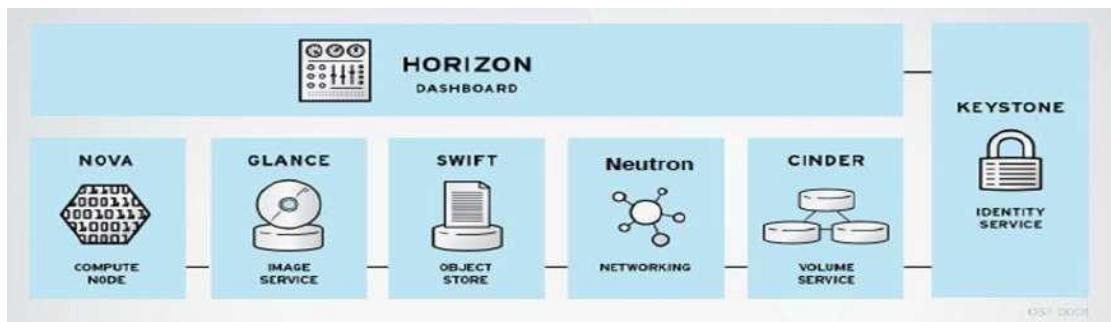 HORIZON
DASHBOARD
KEYSTONE
IDENTITY
SERVICE
NOVA
COMPUTE
NODE
GLANCE
IMAGE
SERVICE
SWIFT
OBJECT
STORE
Neutron
NETWORKING
CINDER
VOLUME
SERVICE